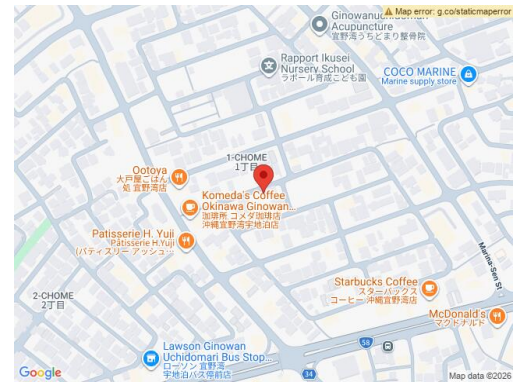 Map error: g.co/staticmaperror
Ginowanuchidomari
Acupuncture
宜野湾うちどまり整骨院
Rapport Ikusei
Nursery School
ラポール育成こども園
COCO MARINE
Marine supply store
1-CHOME
1丁目
Ootoya
大戸屋ごはん
処 宜野湾店
Komeda's Coffee
Okinawa Ginowan...
珈琲所 コメダ珈琲店
沖縄宜野湾宇地泊店
Patisserie H. Yuji
Pâtisserie H.Yuji
(パティスリー アッシュ…
Marina-Sen St
Starbucks Coffee
スターバックス
コーヒー 沖縄宜野湾店
McDonald's
マクドナルド
2-CHOME
2丁目
58
Lawson Ginowan
Uchidomari Bus Stop...
ローソン 宜野湾
宇地泊バス停前店
34
Google
Map data ©2026